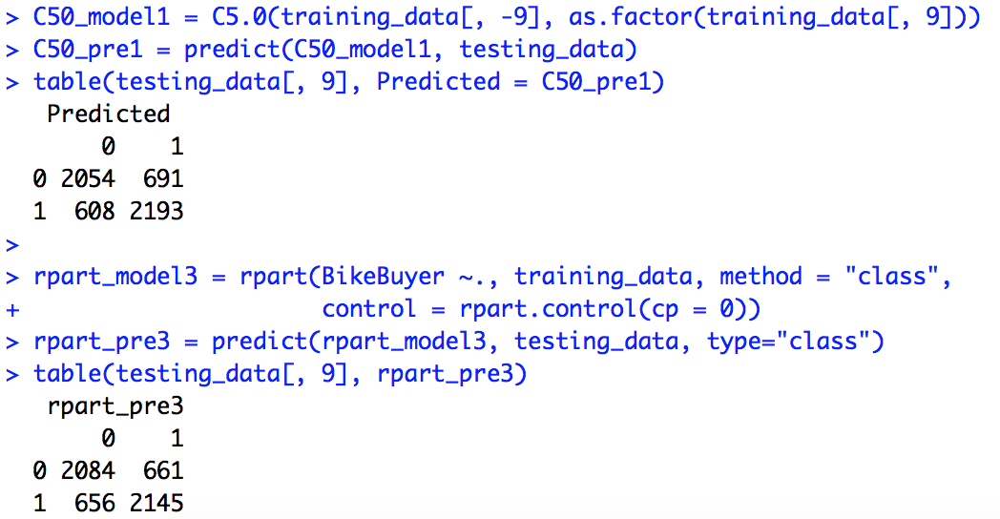 > C50_model1 = C5.0(training_data[, -9], as.factor(training_data[, 9]))
> C50_pre1 = predict(C50_model1, testing_data)
> table(testing_data[, 9], Predicted = C50_pre1)
   Predicted
       0    1
  0 2054  691
  1  608 2193
>
> rpart_model3 = rpart(BikeBuyer ~., training_data, method = "class",
+                      control = rpart.control(cp = 0))
> rpart_pre3 = predict(rpart_model3, testing_data, type="class")
> table(testing_data[, 9], rpart_pre3)
   rpart_pre3
       0    1
  0 2084  661
  1  656 2145